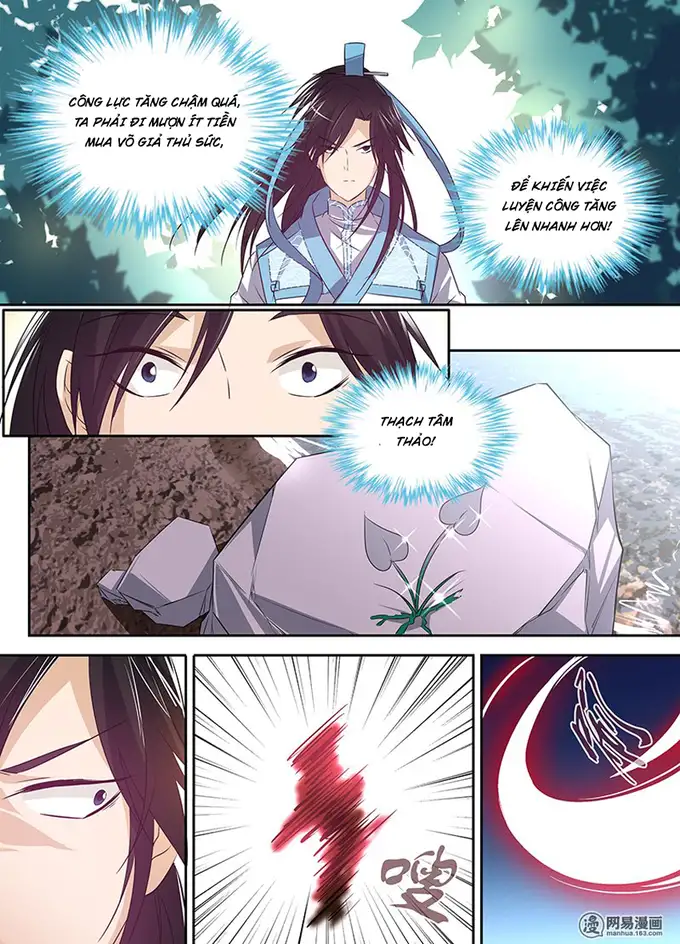 CÔNG LỰC TĂNG CHẬM QUÁ,
TA PHẢI ĐI MƯỢN ÍT TIỀN
MUA VÕ GIẢ THỦ SỨC,
ĐỂ KHIẾN VIỆC
LUYỆN CÔNG TĂNG
LÊN NHANH HƠN!
THẠCH TÂM
THẢO!
嗖
网易漫画
manhua.163.com